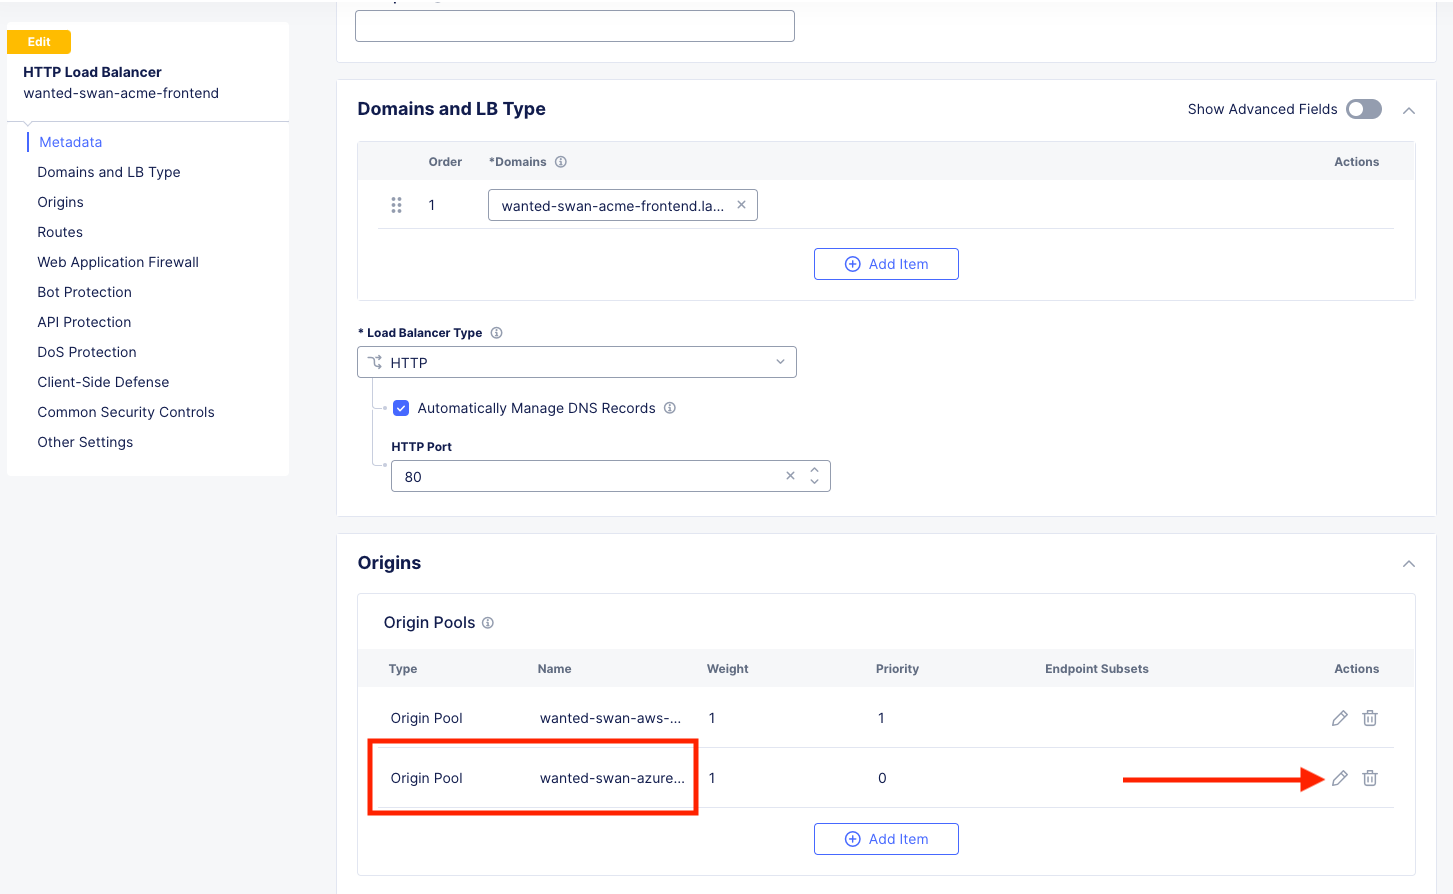 Edit
HTTP Load Balancer
wanted-swan-acme-frontend
Metadata
Domains and LB Type
Origins
Routes
Web Application Firewall
Bot Protection
API Protection
DoS Protection
Client-Side Defense
Common Security Controls
Other Settings
Domains and LB Type
Show Advanced Fields
Order *Domains Actions
1 wanted-swan-acme-frontend.la...
Add Item
* Load Balancer Type
HTTP
Automatically Manage DNS Records
HTTP Port
80
Origins
Origin Pools
Type Name Weight Priority Endpoint Subsets Actions
Origin Pool wanted-swan-aws-... 1 1
Origin Pool wanted-swan-azure... 1 0
Add Item